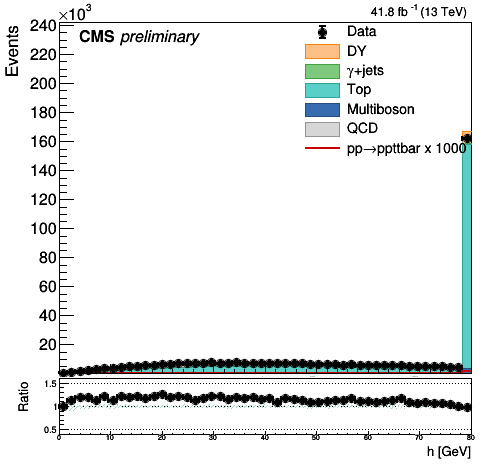 ×10³
41.8 fb⁻¹ (13 TeV)
CMS preliminary
Events
240
220
200
180
160
140
120
100
80
60
40
20
Data
DY
γ+jets
Top
Multiboson
QCD
pp→ppttbar x 1000
Ratio
1.5
1.0
0.5
0 10 20 30 40 50 60 70 80
h [GeV]